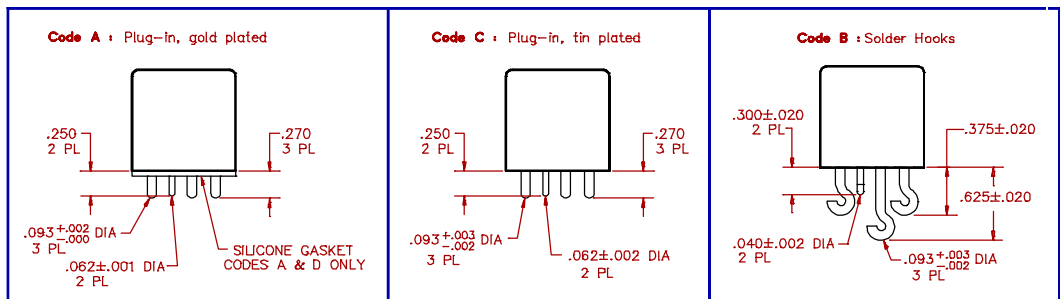 Code A : Plug-in, gold plated
.250
2 PL
.270
3 PL
.093 +.002 -.000 DIA
3 PL
.062±.001 DIA
2 PL
SILICONE GASKET
CODES A & D ONLY
Code C : Plug-in, tin plated
.250
2 PL
.270
3 PL
.093 +.003 -.002 DIA
3 PL
.062±.002 DIA
2 PL
Code B : Solder Hooks
.300±.020
2 PL
.375±.020
.625±.020
.040±.002 DIA
2 PL
.093 +.003 -.002 DIA
3 PL